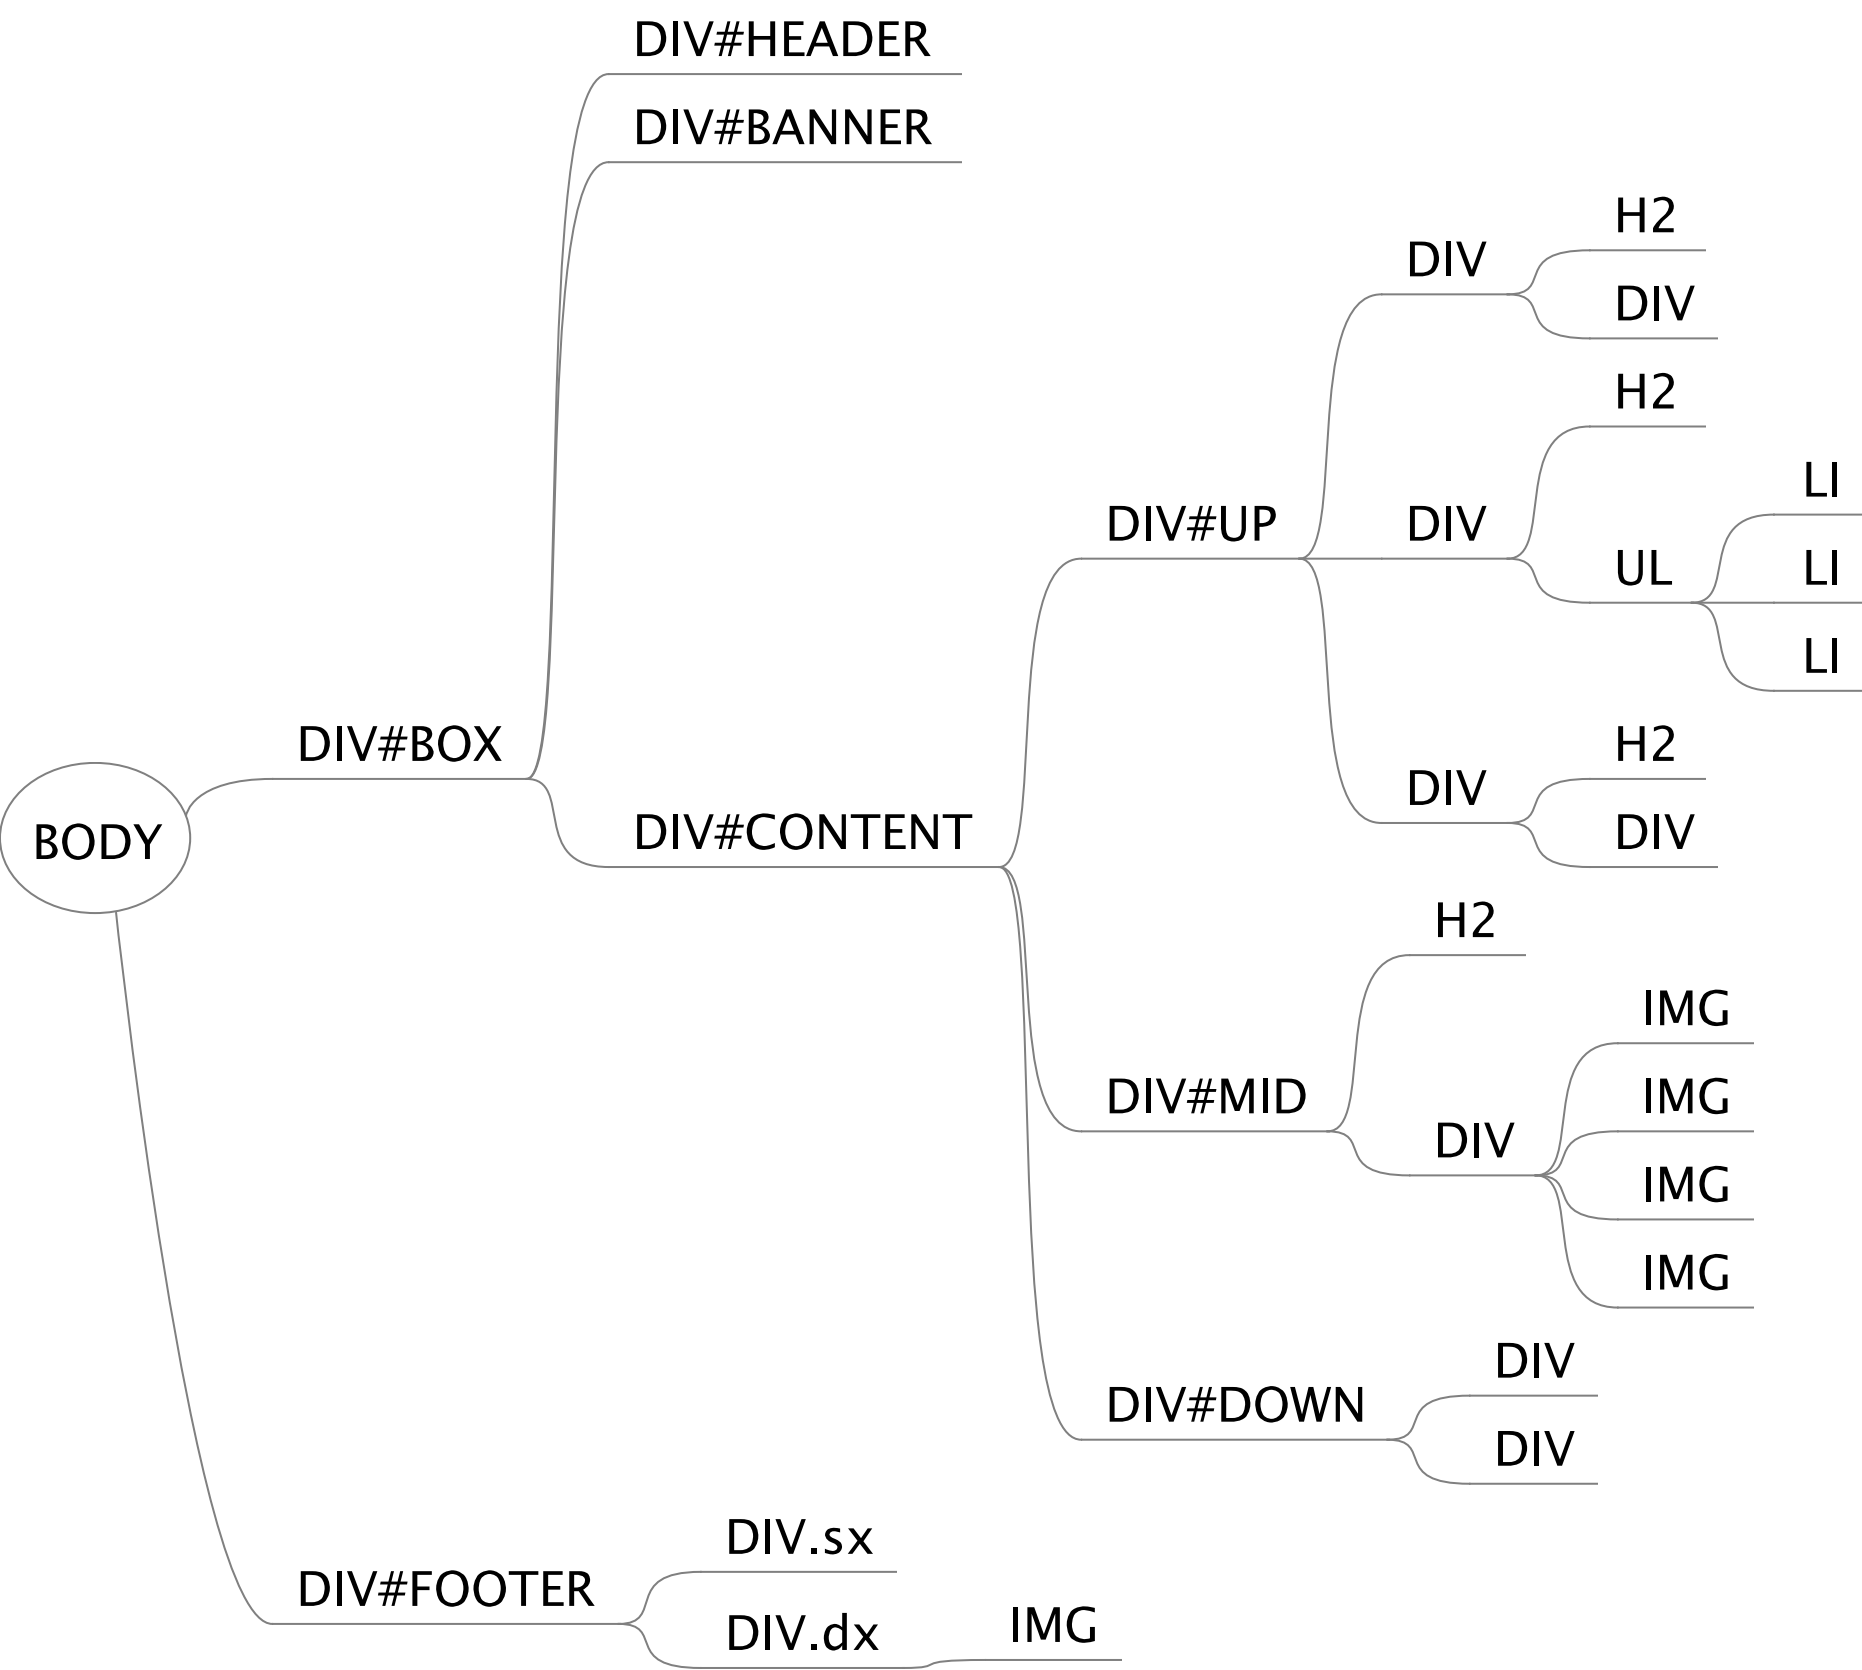 DIV#HEADER
DIV#BANNER
H2
DIV
DIV
H2
LI
DIV#UP
DIV
UL
LI
LI
DIV#BOX
H2
DIV
DIV#CONTENT
DIV
BODY
H2
IMG
DIV#MID
IMG
DIV
IMG
IMG
DIV
DIV#DOWN
DIV
DIV.sx
DIV#FOOTER
DIV.dx
IMG